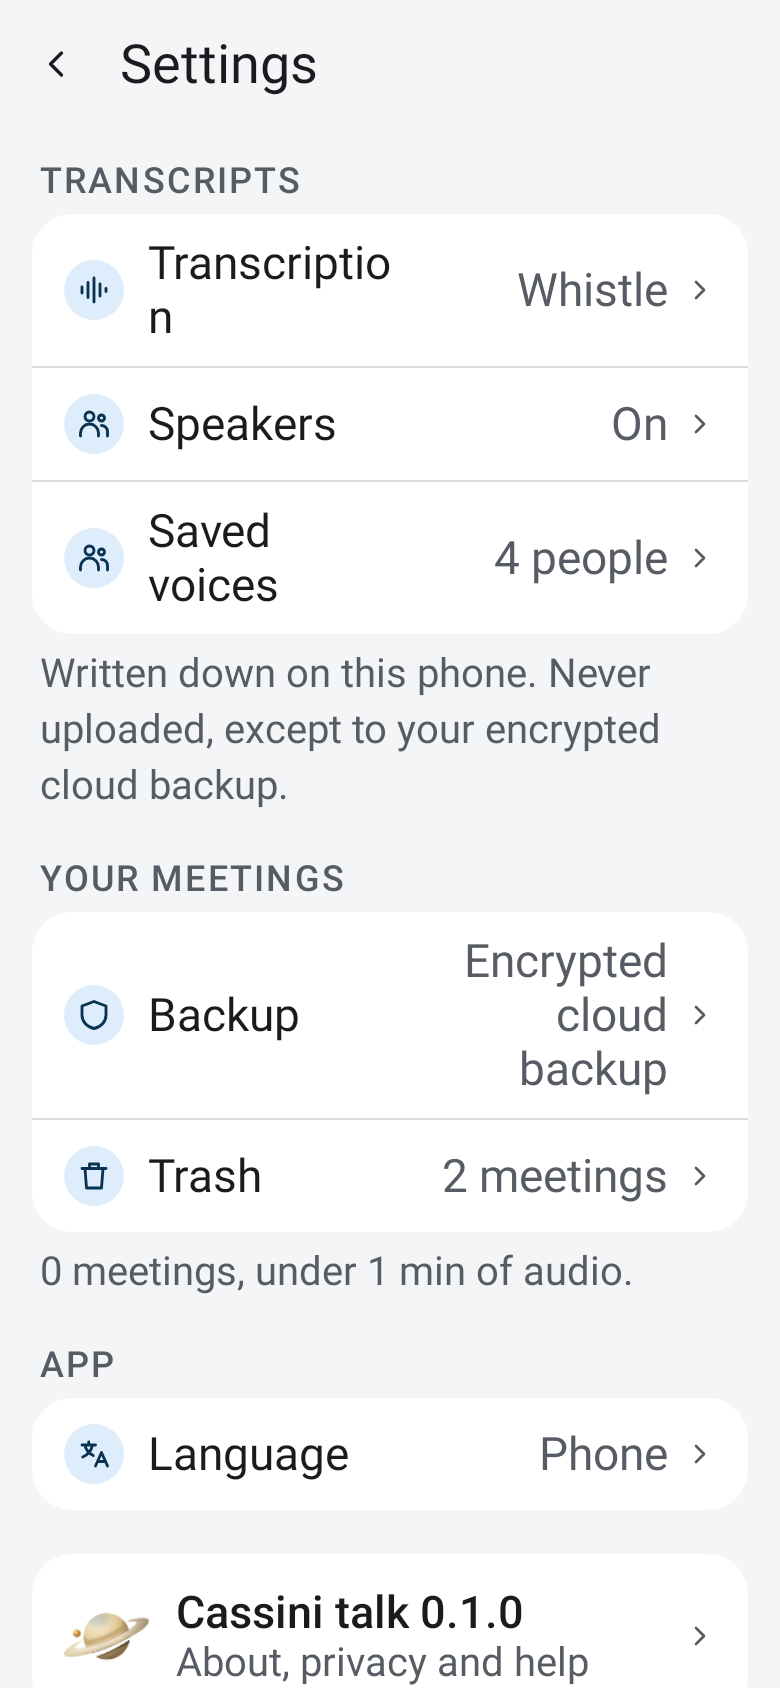 Settings
TRANSCRIPTS
Transcriptio
n
Whistle
Speakers
On
Saved
voices
4 people
Written down on this phone. Never
uploaded, except to your encrypted
cloud backup.
YOUR MEETINGS
Backup
Encrypted
cloud
backup
Trash
2 meetings
0 meetings, under 1 min of audio.
APP
Language
Phone
Cassini talk 0.1.0
About, privacy and help